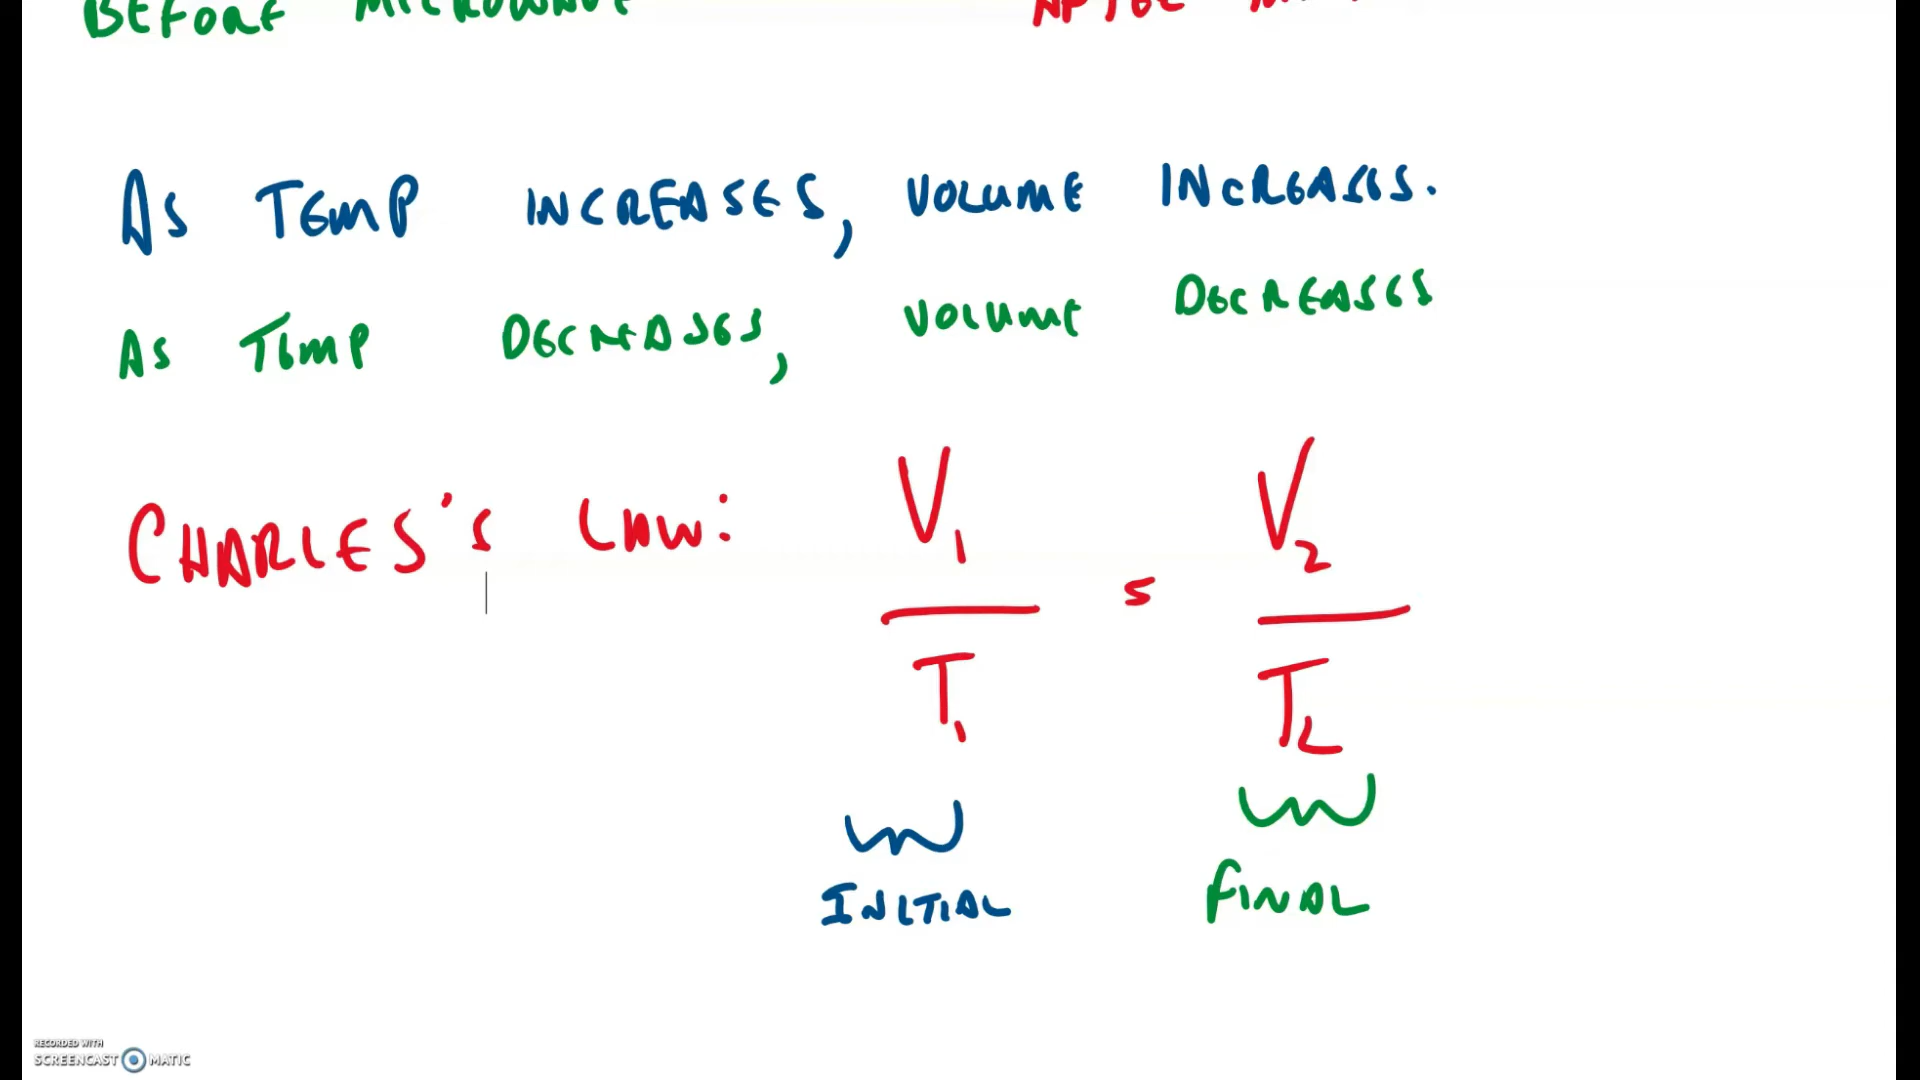 BEFORE MICROWAVE
AS TEMP INCREASES, VOLUME INCREASES.
AS TEMP DECREASES, VOLUME DECREASES
CHARLES'S LAW: V₁ / T₁ = V₂ / T₂
INITIAL FINAL
RECORDED WITH
SCREENCAST MATIC